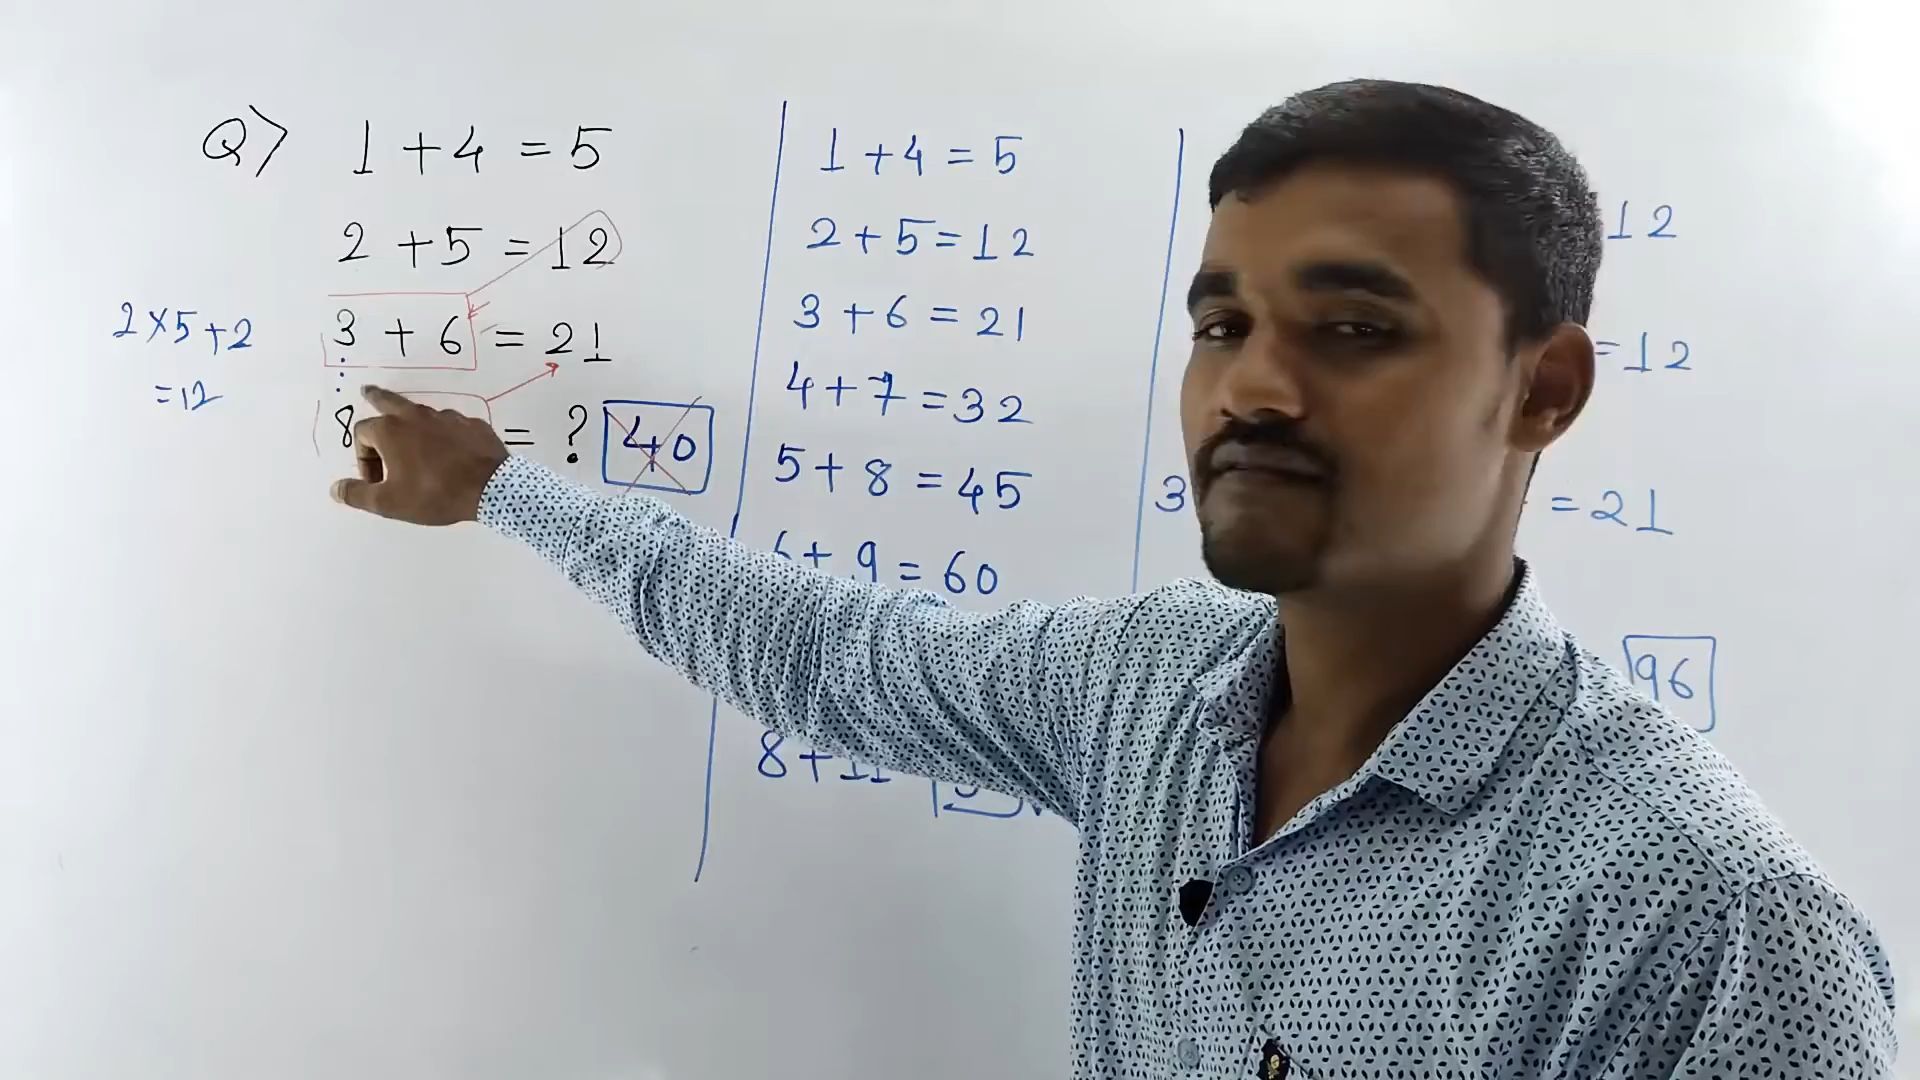 Q> 1 + 4 = 5
2 + 5 = 12
3 + 6 = 21
8 = ? 40
2 × 5 + 2
= 12
1 + 4 = 5
2 + 5 = 12
3 + 6 = 21
4 + 7 = 32
5 + 8 = 45
6 + 9 = 60
8 + 11
12
= 12
3 = 21
96